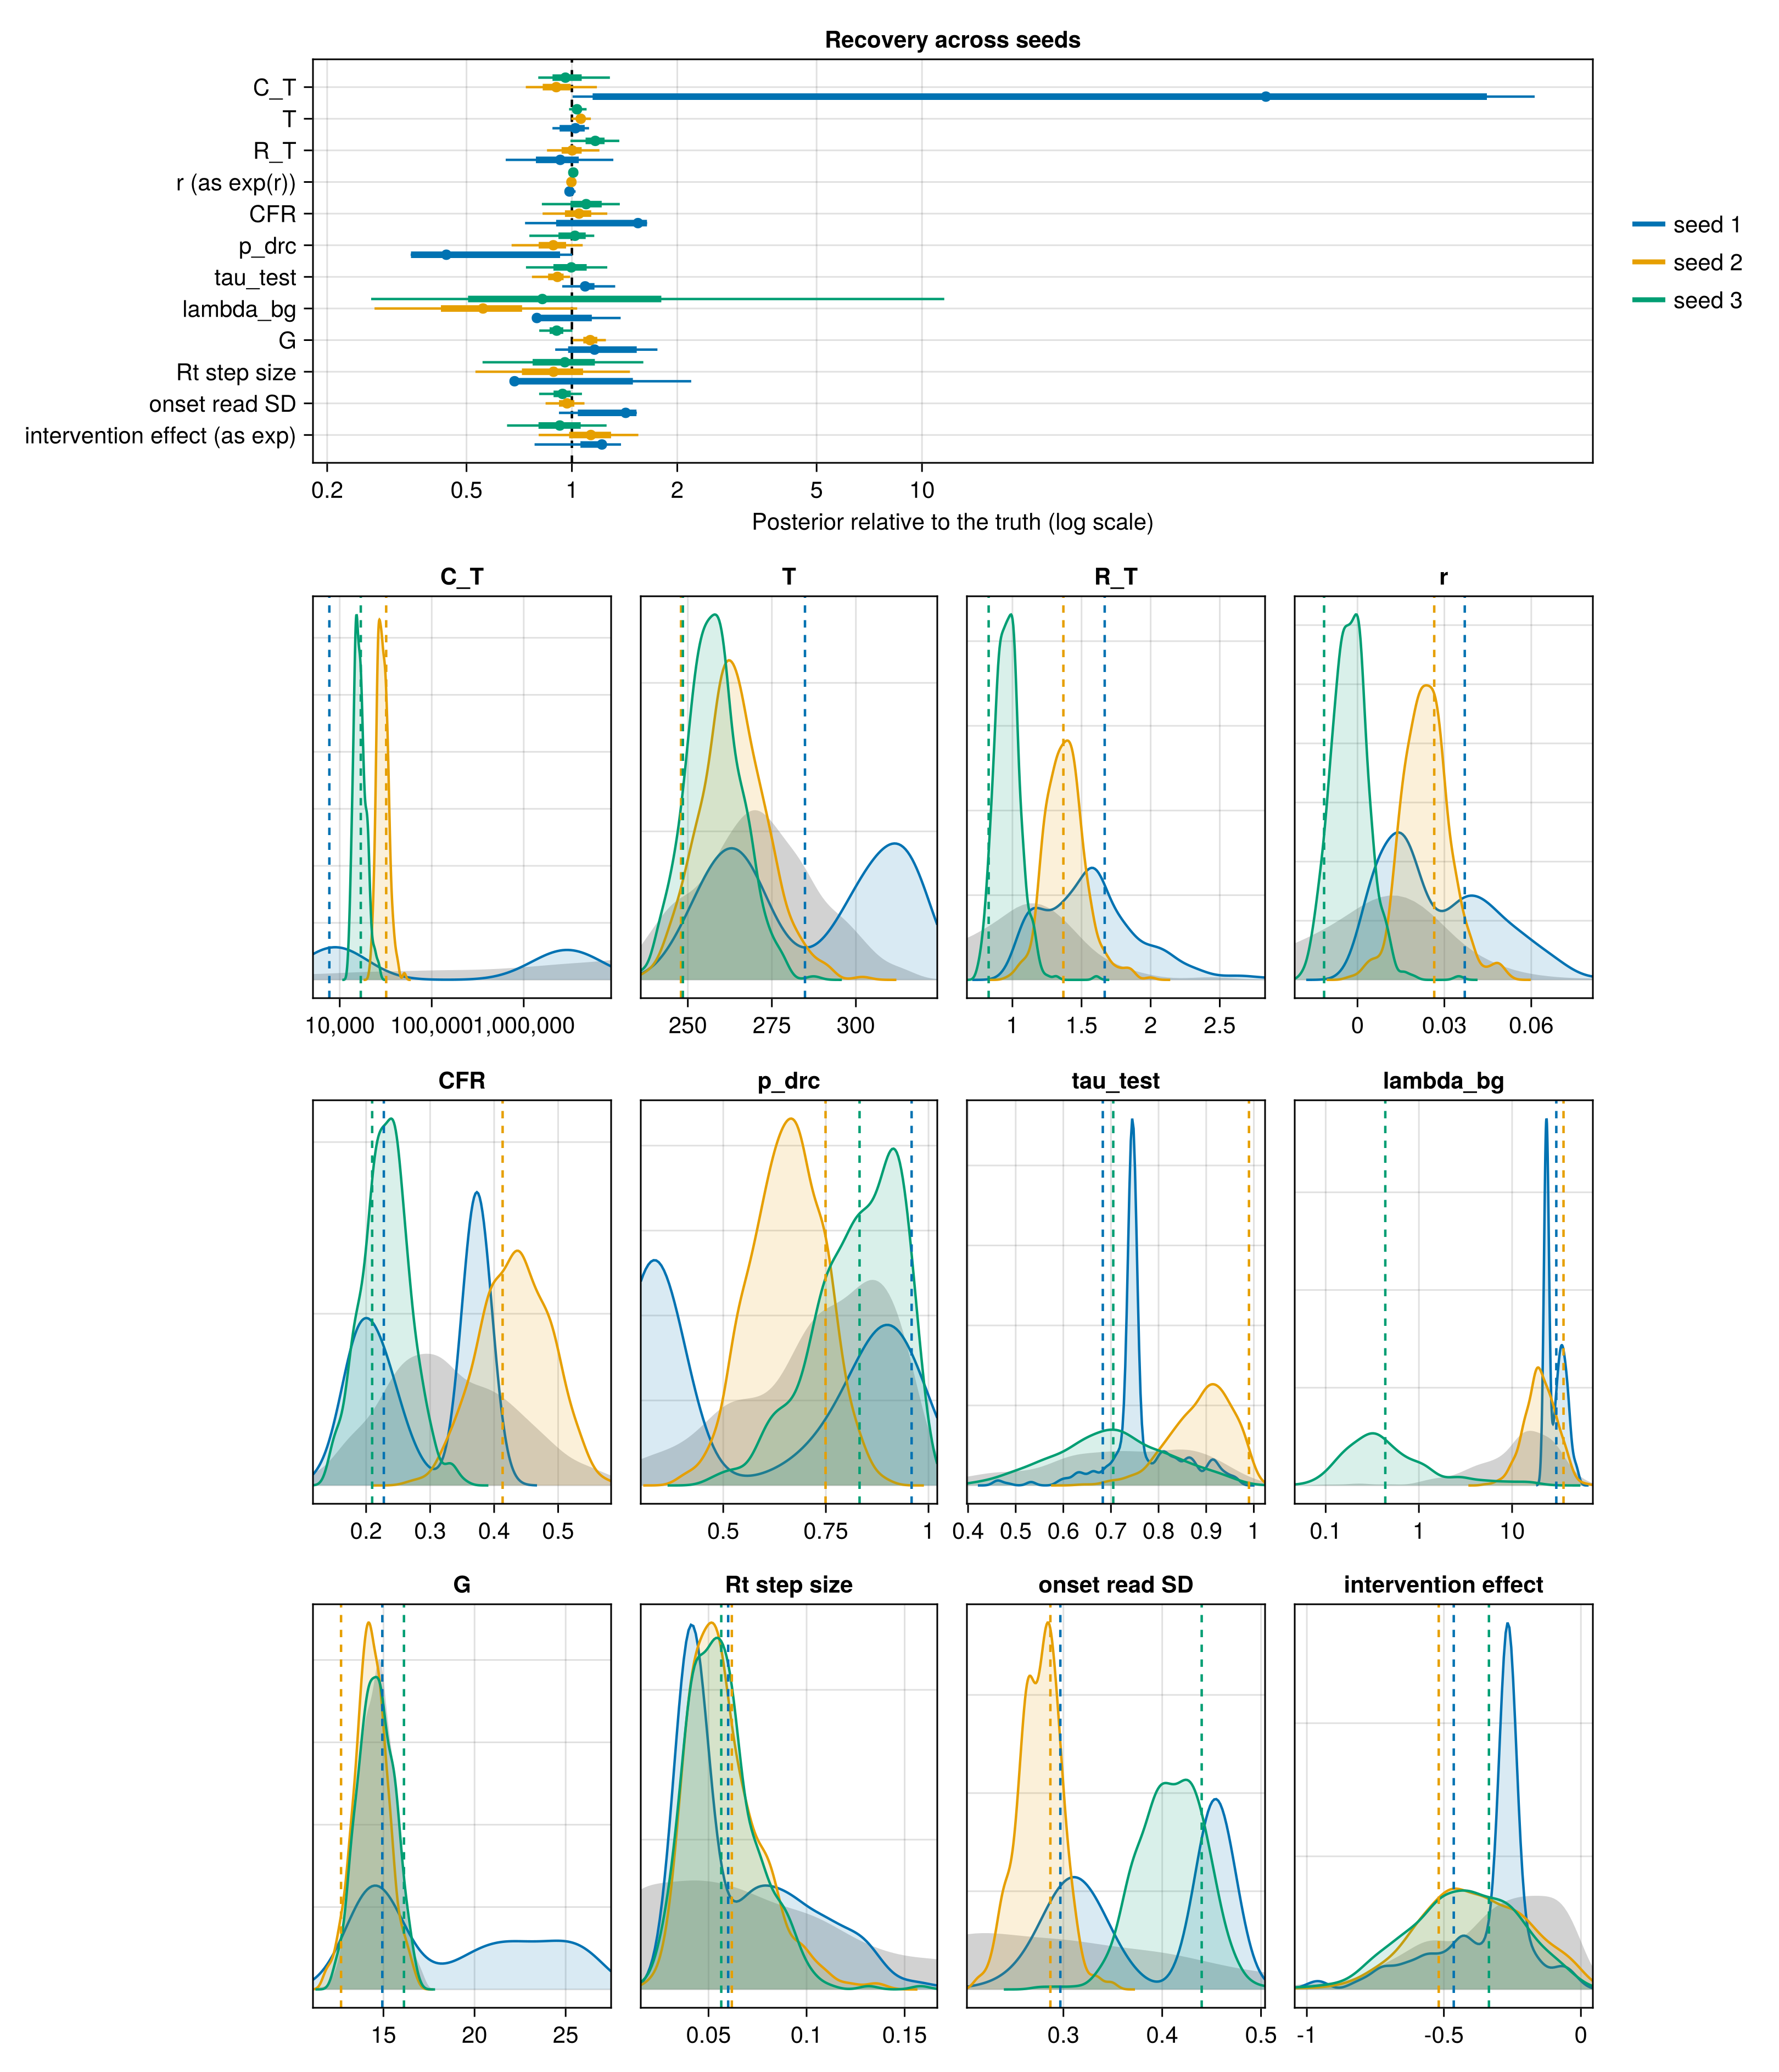 Recovery across seeds
C_T
T
R_T
r (as exp(r))
CFR
p_drc
tau_test
lambda_bg
G
Rt step size
onset read SD
intervention effect (as exp)
0.2 0.5 1 2 5 10
Posterior relative to the truth (log scale)
seed 1
seed 2
seed 3
C_T T R_T r
10,000 100,000 1,000,000 250 275 300 1 1.5 2 2.5 0 0.03 0.06
CFR p_drc tau_test lambda_bg
0.2 0.3 0.4 0.5 0.5 0.75 1 0.4 0.5 0.6 0.7 0.8 0.9 1 0.1 1 10
G Rt step size onset read SD intervention effect
15 20 25 0.05 0.1 0.15 0.3 0.4 0.5 -1 -0.5 0